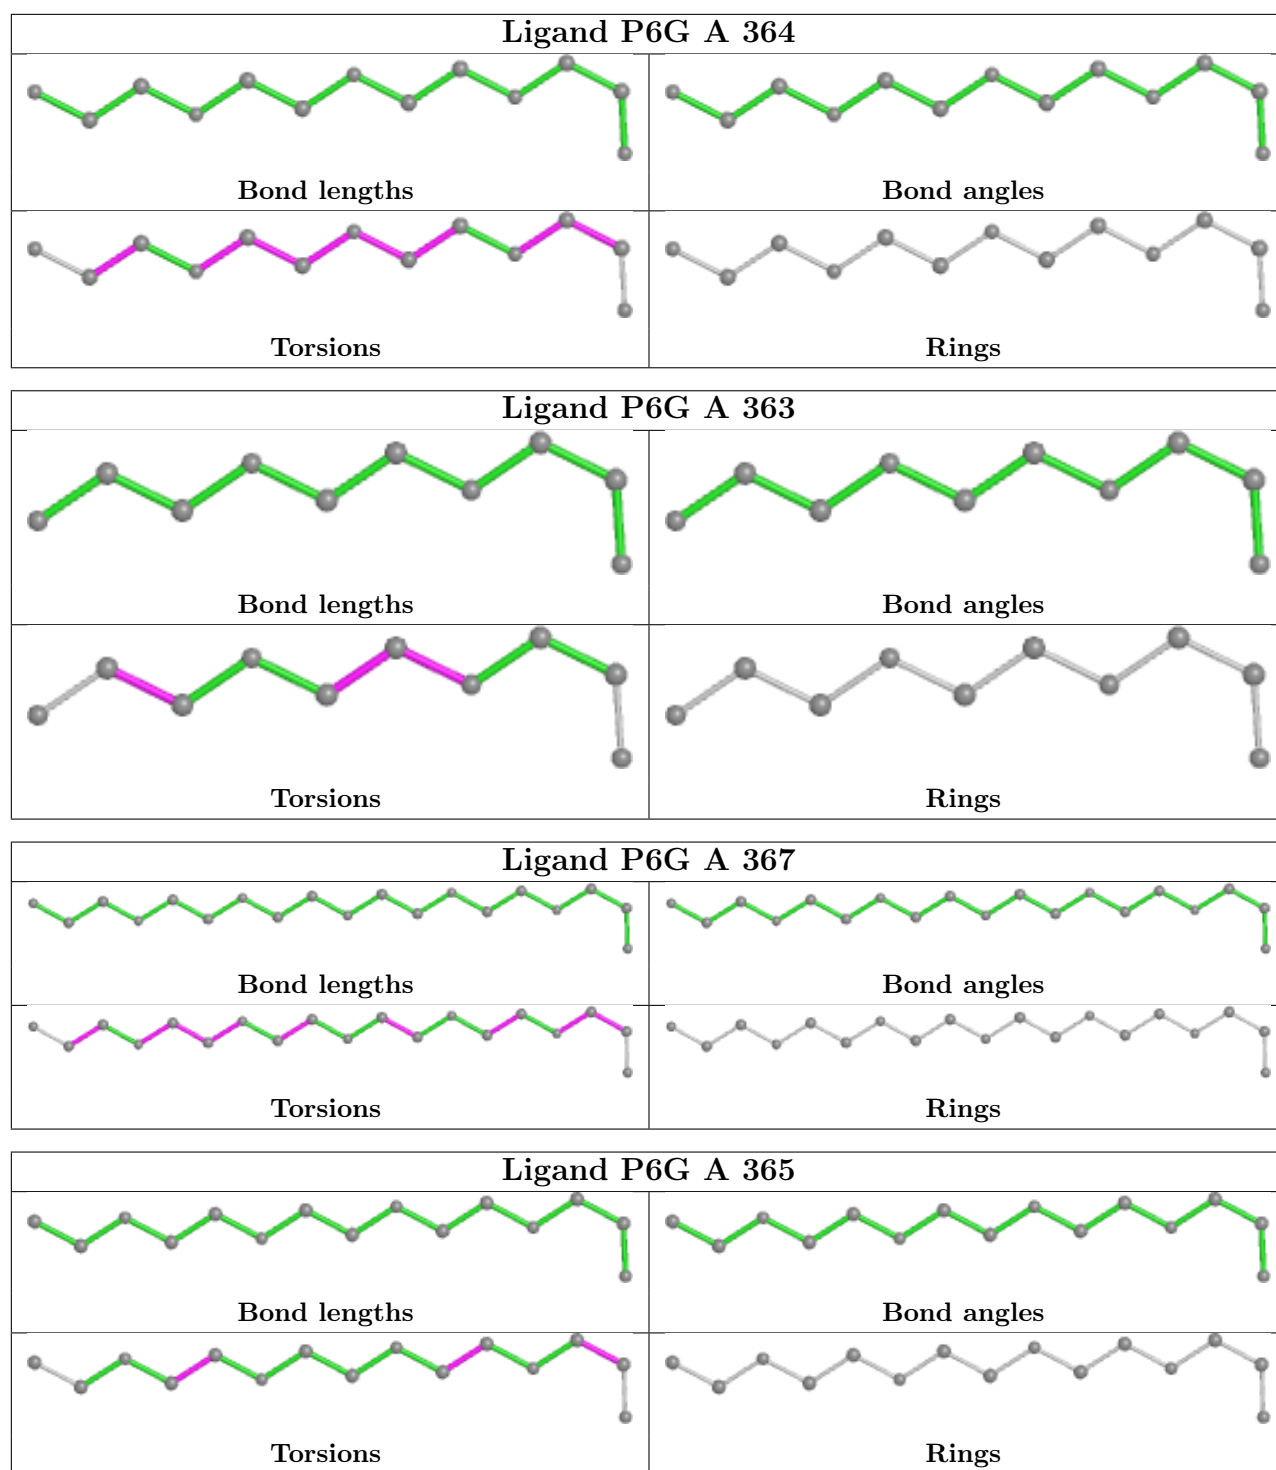 Ligand P6G A 364
Bond lengths
Bond angles
Torsions
Rings
Ligand P6G A 363
Bond lengths
Bond angles
Torsions
Rings
Ligand P6G A 367
Bond lengths
Bond angles
Torsions
Rings
Ligand P6G A 365
Bond lengths
Bond angles
Torsions
Rings